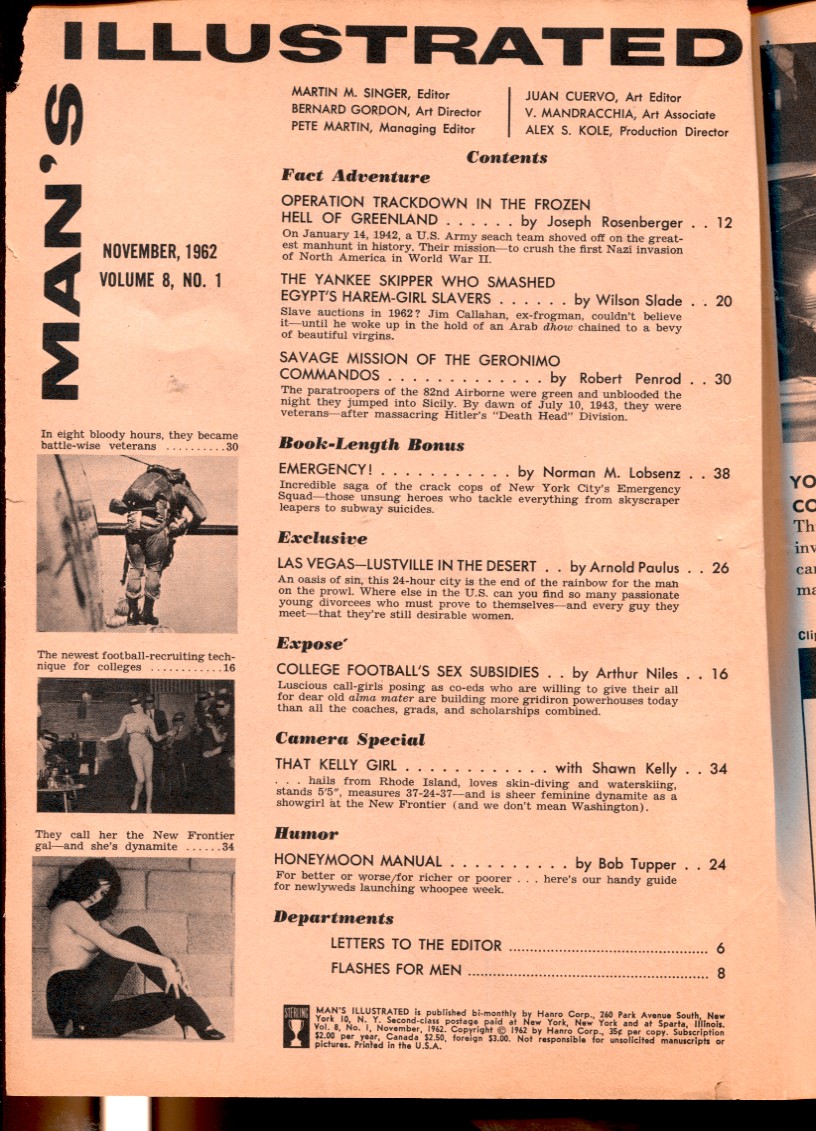 MAN'S ILLUSTRATED
MARTIN M. SINGER, Editor
BERNARD GORDON, Art Director
PETE MARTIN, Managing Editor
JUAN CUERVO, Art Editor
V. MANDRACCHIA, Art Associate
ALEX S. KOLE, Production Director
NOVEMBER, 1962
VOLUME 8, NO. 1
Contents
Fact Adventure
OPERATION TRACKDOWN IN THE FROZEN
HELL OF GREENLAND . . . . . . by Joseph Rosenberger . . 12
On January 14, 1942, a U.S. Army seach team shoved off on the great-
est manhunt in history. Their mission—to crush the first Nazi invasion
of North America in World War II.
THE YANKEE SKIPPER WHO SMASHED
EGYPT'S HAREM-GIRL SLAVERS . . . . . . by Wilson Slade . . 20
Slave auctions in 1962? Jim Callahan, ex-frogman, couldn't believe
it—until he woke up in the hold of an Arab dhow chained to a bevy
of beautiful virgins.
SAVAGE MISSION OF THE GERONIMO
COMMANDOS . . . . . . . . . . . . . by Robert Penrod . . 30
The paratroopers of the 82nd Airborne were green and unblooded the
night they jumped into Sicily. By dawn of July 10, 1943, they were
veterans—after massacring Hitler's "Death Head" Division.
Book-Length Bonus
EMERGENCY! . . . . . . . . . . . by Norman M. Lobsenz . . 38
Incredible saga of the crack cops of New York City's Emergency
Squad—those unsung heroes who tackle everything from skyscraper
leapers to subway suicides.
Exclusive
LAS VEGAS—LUSTVILLE IN THE DESERT . . by Arnold Paulus . . 26
An oasis of sin, this 24-hour city is the end of the rainbow for the man
on the prowl. Where else in the U.S. can you find so many passionate
young divorcees who must prove to themselves—and every guy they
meet—that they're still desirable women.
Expose´
COLLEGE FOOTBALL'S SEX SUBSIDIES . . by Arthur Niles . . 16
Luscious call-girls posing as co-eds who are willing to give their all
for dear old alma mater are building more gridiron powerhouses today
than all the coaches, grads, and scholarships combined.
Camera Special
THAT KELLY GIRL . . . . . . . . . . . . with Shawn Kelly . . 34
. . . hails from Rhode Island, loves skin-diving and waterskiing,
stands 5'5", measures 37-24-37—and is sheer feminine dynamite as a
showgirl at the New Frontier (and we don't mean Washington).
Humor
HONEYMOON MANUAL . . . . . . . . . . by Bob Tupper . . 24
For better or worse/for richer or poorer . . . here's our handy guide
for newlyweds launching whoopee week.
Departments
LETTERS TO THE EDITOR ........................................ 6
FLASHES FOR MEN ................................................ 8
In eight bloody hours, they became
battle-wise veterans ..........30
The newest football-recruiting tech-
nique for colleges ............16
They call her the New Frontier
gal—and she's dynamite ......34
STERLING
MAN'S ILLUSTRATED is published bi-monthly by Hanro Corp., 260 Park Avenue South, New
York 10, N. Y. Second-class postage paid at New York, New York and at Sparta, Illinois.
Vol. 8, No. 1, November, 1962. Copyright © 1962 by Hanro Corp., 35¢ per copy. Subscription
$2.00 per year, Canada $2.50, foreign $3.00. Not responsible for unsolicited manuscripts or
pictures. Printed in the U.S.A.
YO
CO
Th
inv
ca
ma
Cli